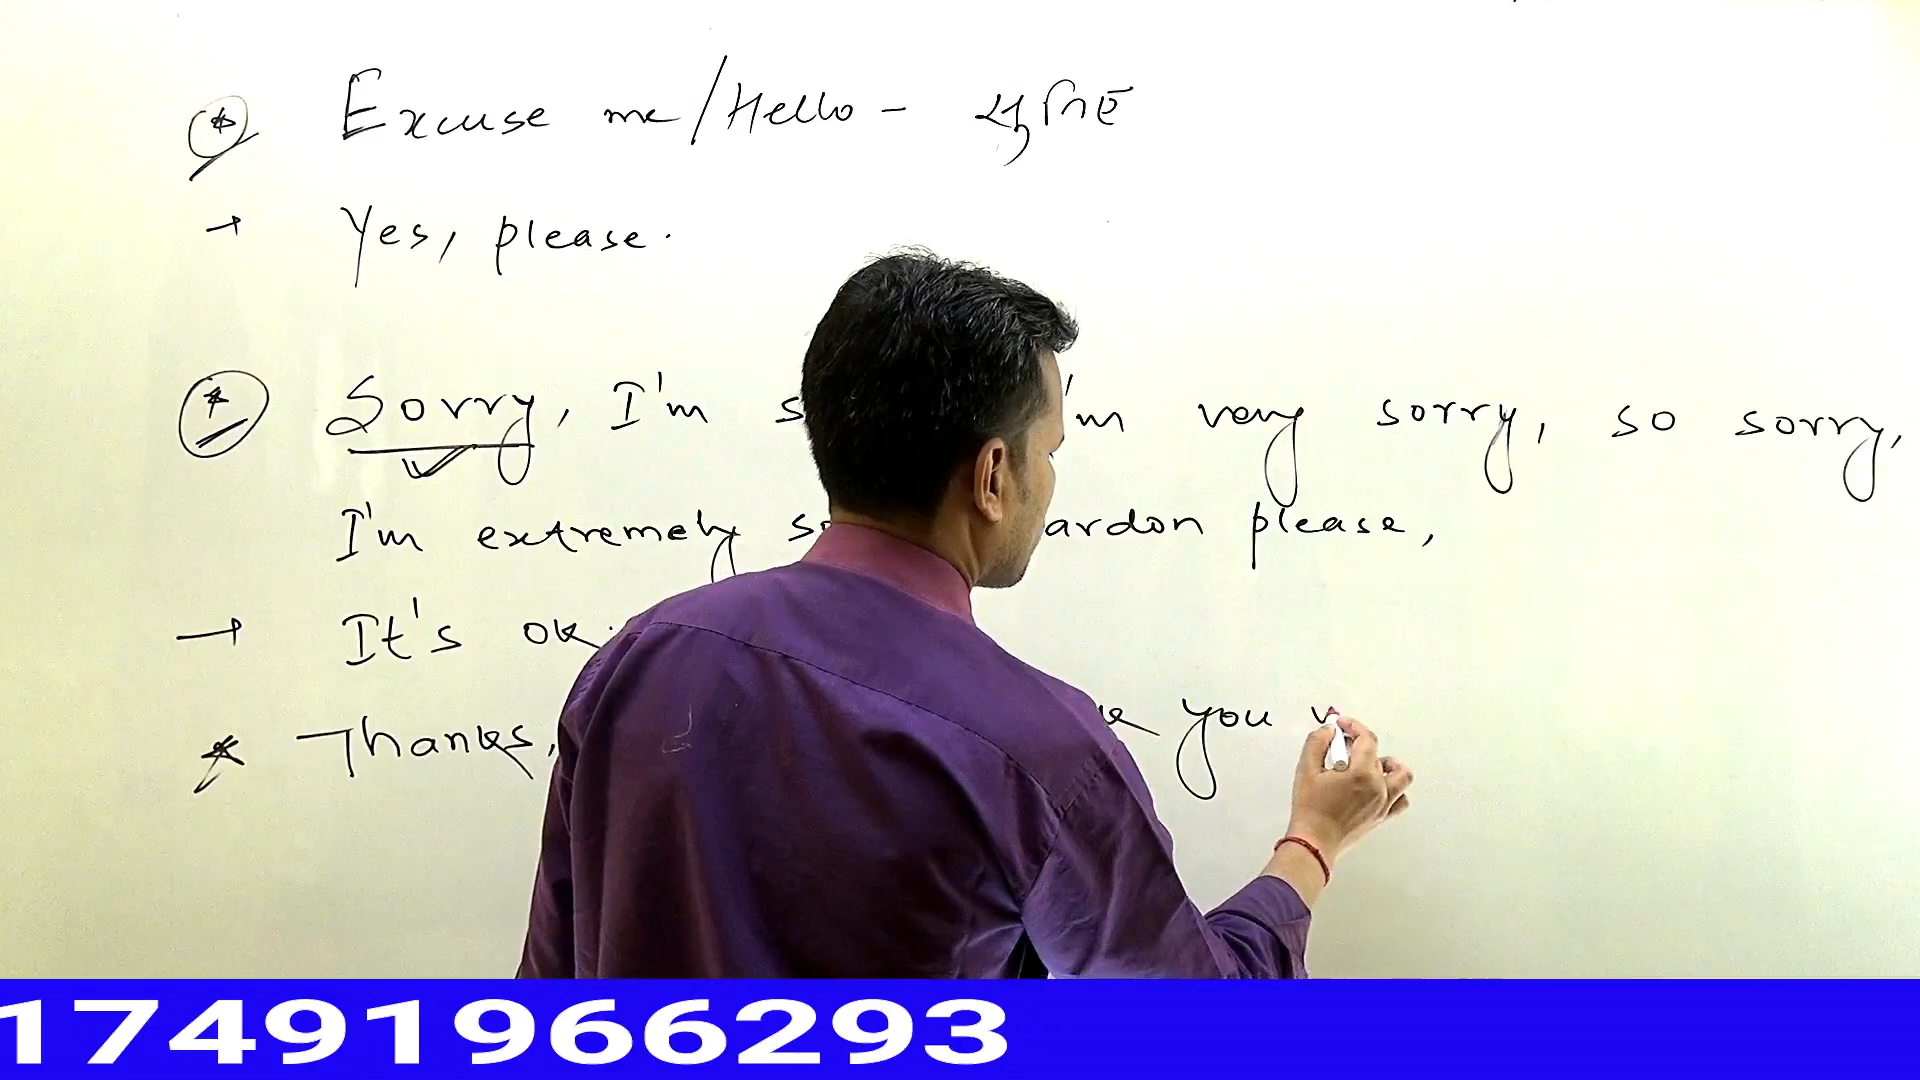 Excuse me/Hello - শুনিছে
Yes, please.
Sorry, I'm 'm very sorry, so sorry,
I'm extremely ardon please,
It's ok.
Thanks, you
17491966293